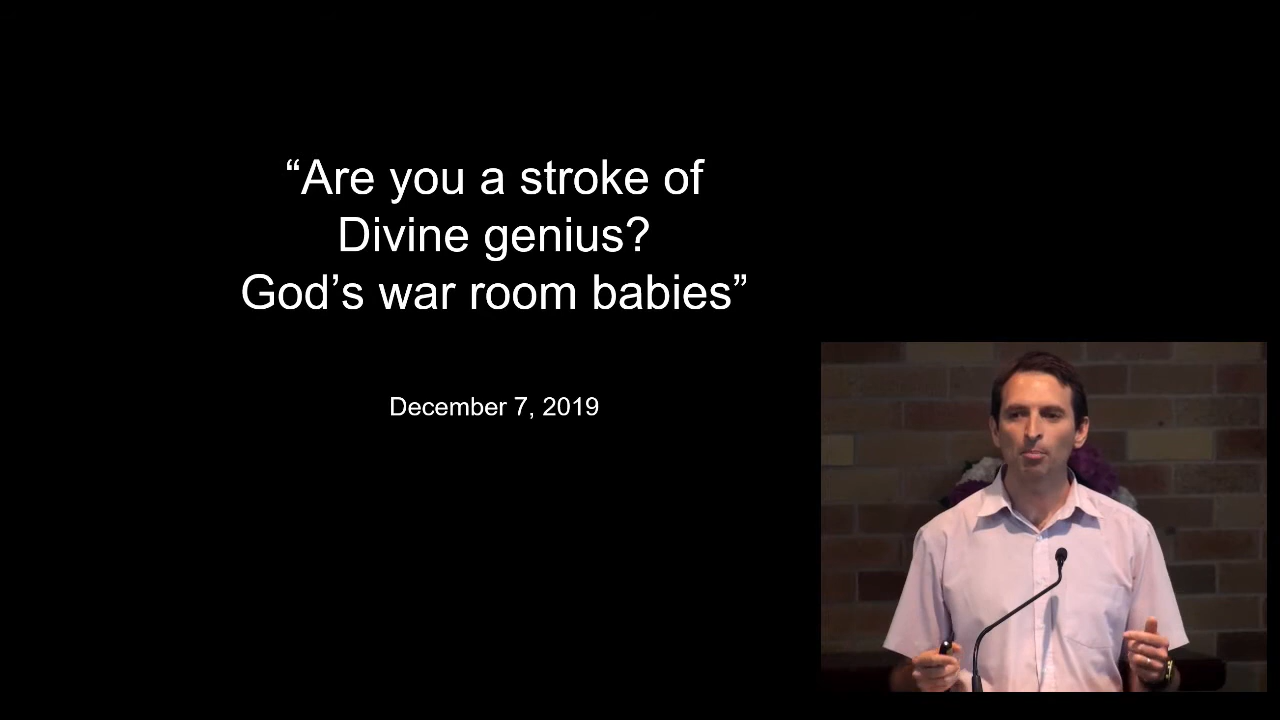 “Are you a stroke of
Divine genius?
God’s war room babies”
December 7, 2019